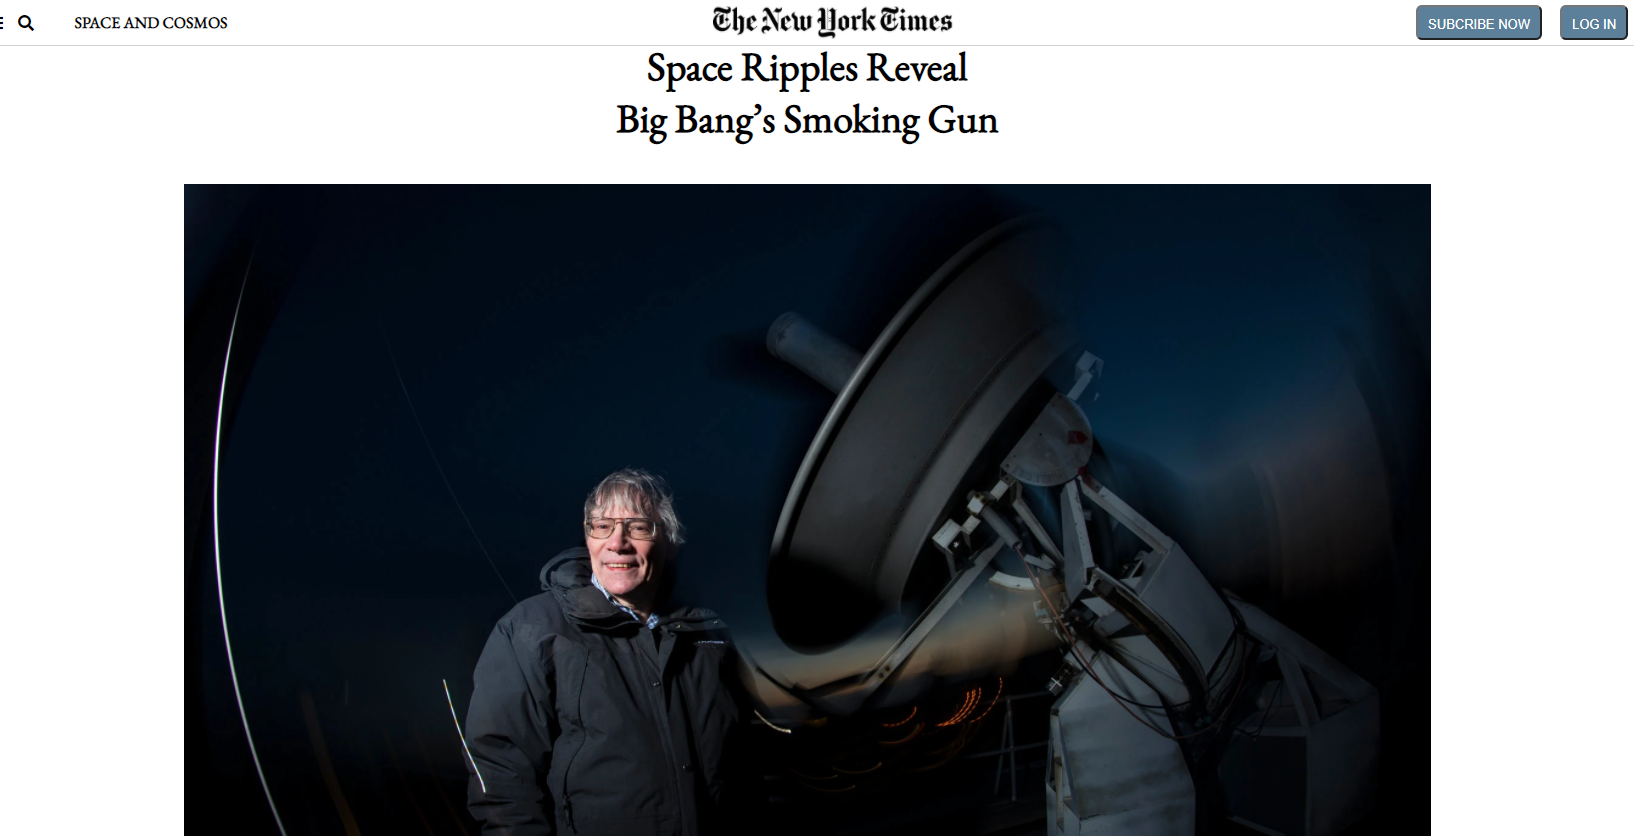 SPACE AND COSMOS
The New York Times
SUBCRIBE NOW
LOG IN
Space Ripples Reveal
Big Bang’s Smoking Gun